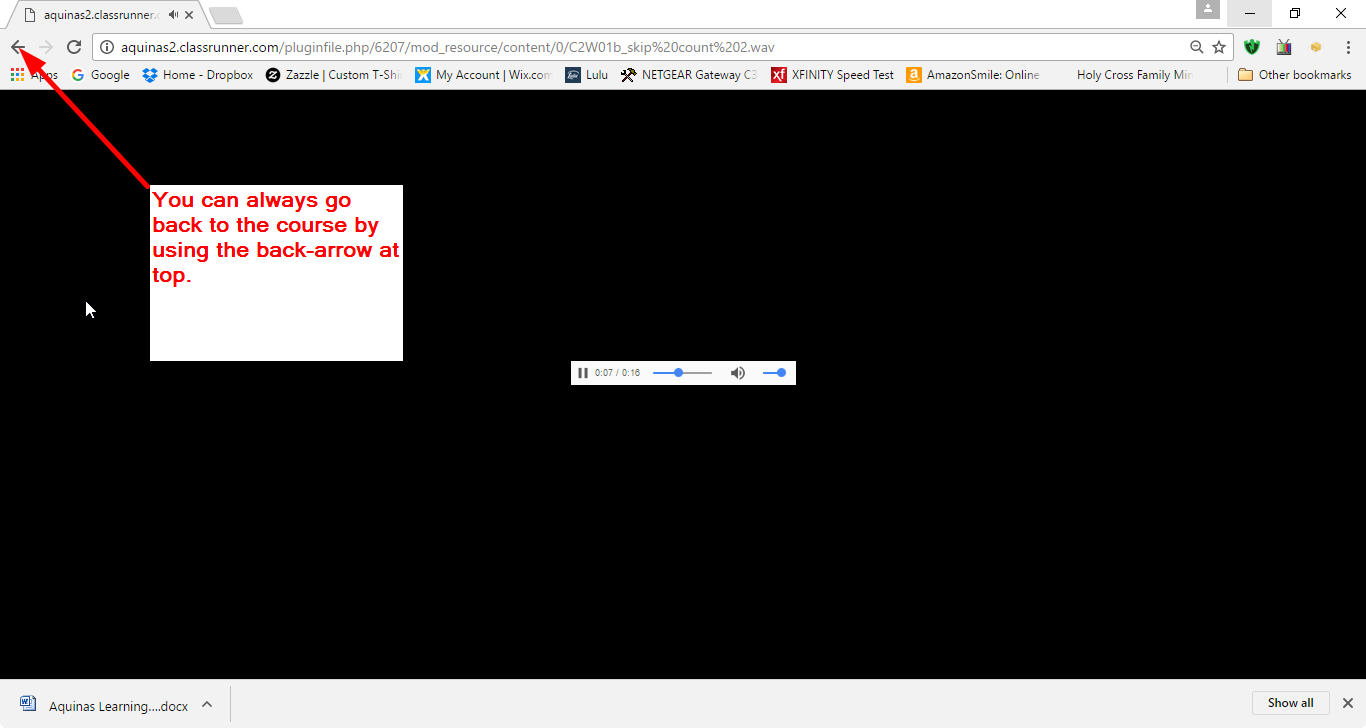 aquinas2.classrunner.c
aquinas2.classrunner.com/pluginfile.php/6207/mod_resource/content/0/C2W01b_skip%20count%202.wav
Apps Google Home - Dropbox Zazzle | Custom T-Shi My Account | Wix.com Lulu NETGEAR Gateway C3 XFINITY Speed Test AmazonSmile: Online Holy Cross Family Min Other bookmarks
You can always go
back to the course by
using the back-arrow at
top.
0:07 / 0:16
Aquinas Learning....docx Show all